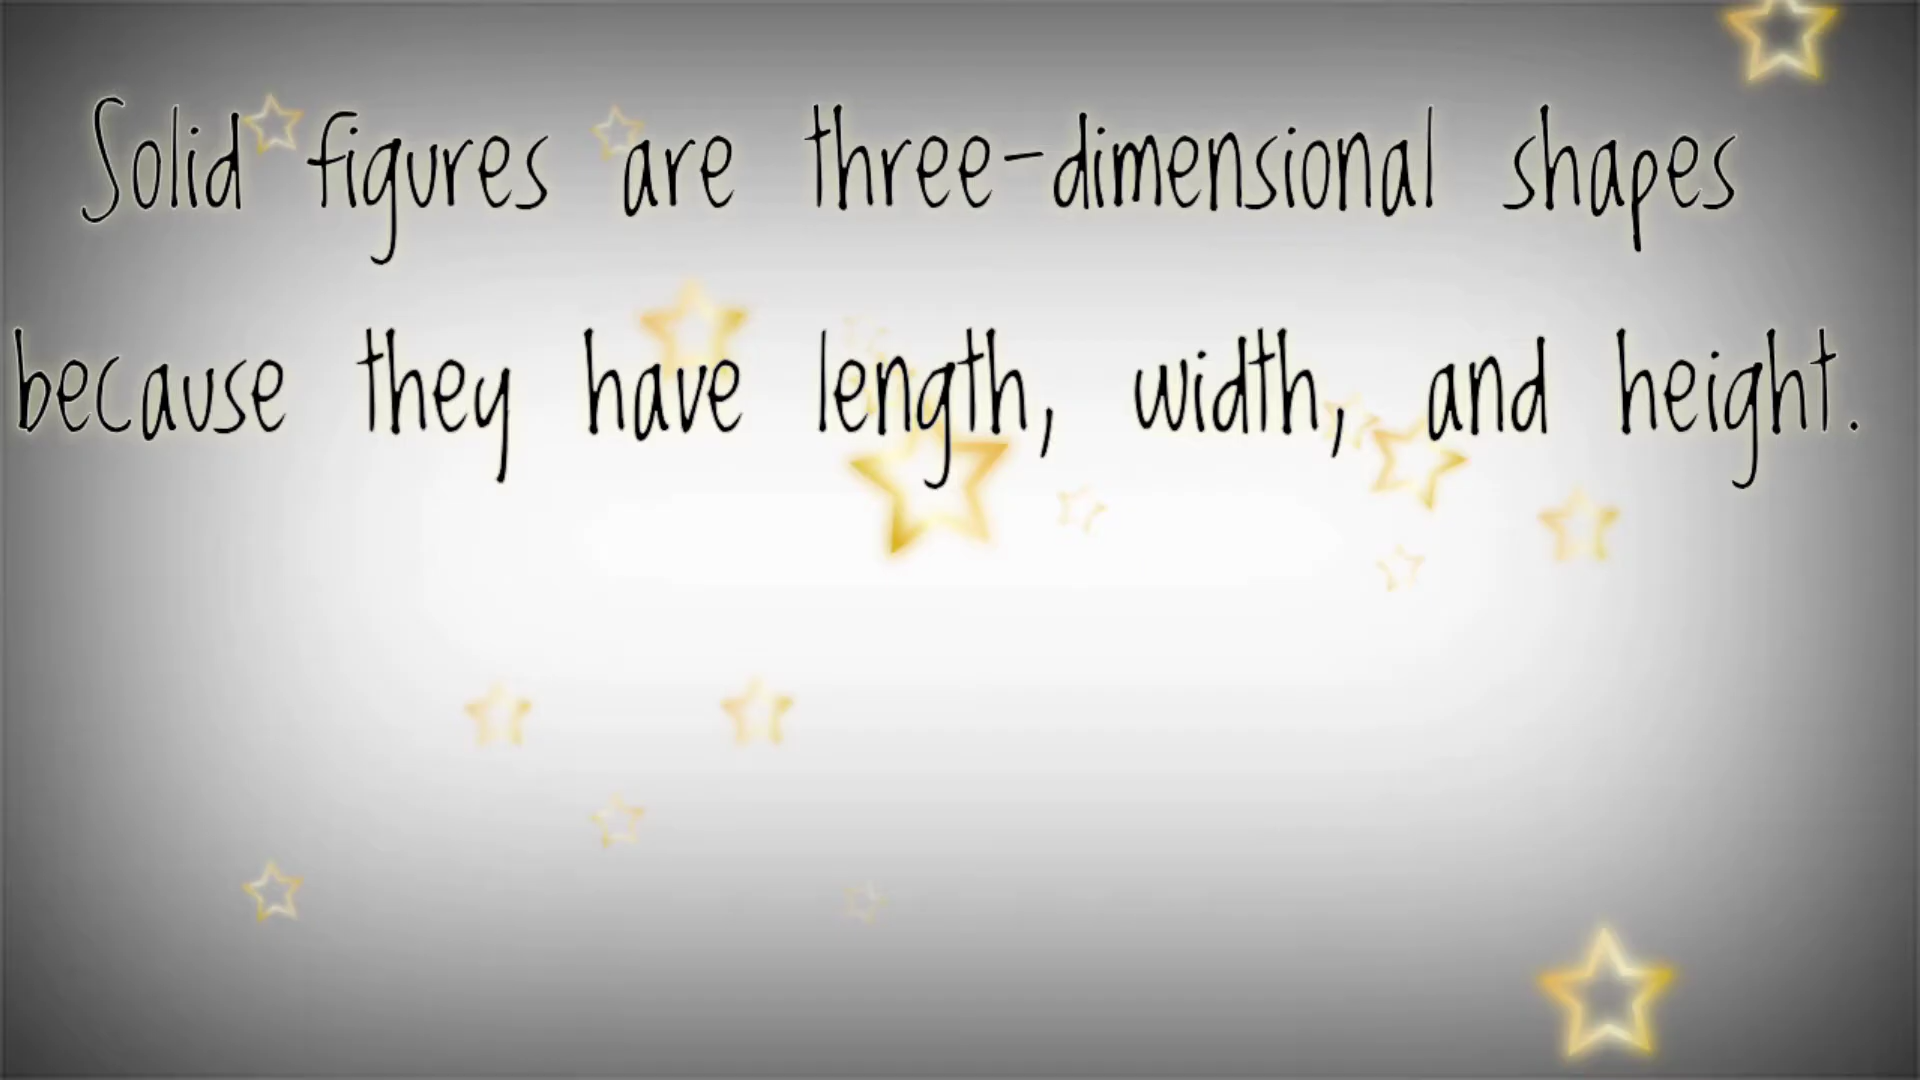 Solid figures are three-dimensional shapes
because they have length, width, and height.